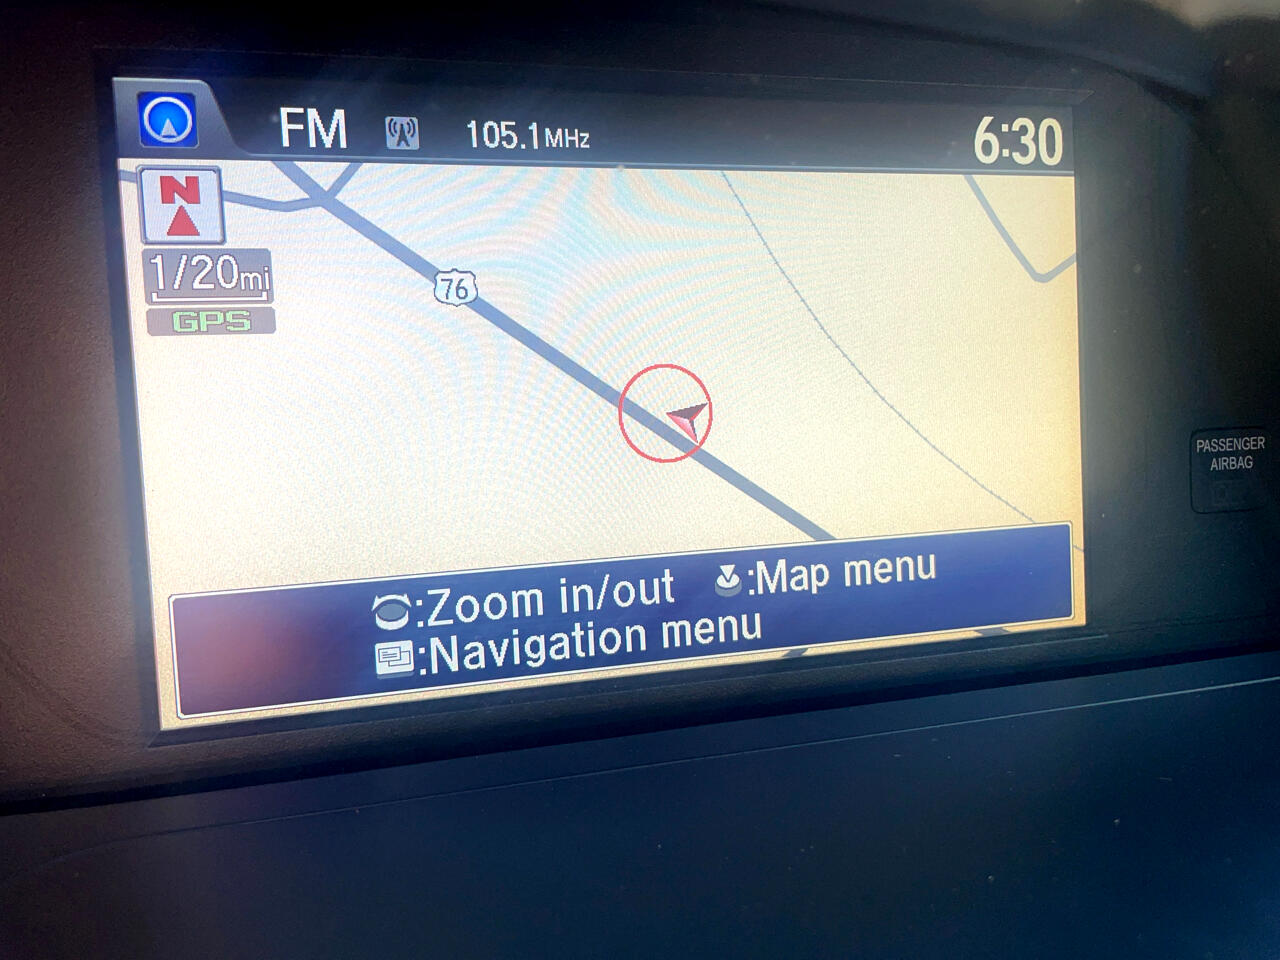 FM 105.1MHz 6:30
N
1/20mi
GPS
76
:Zoom in/out :Map menu
:Navigation menu
PASSENGER
AIRBAG